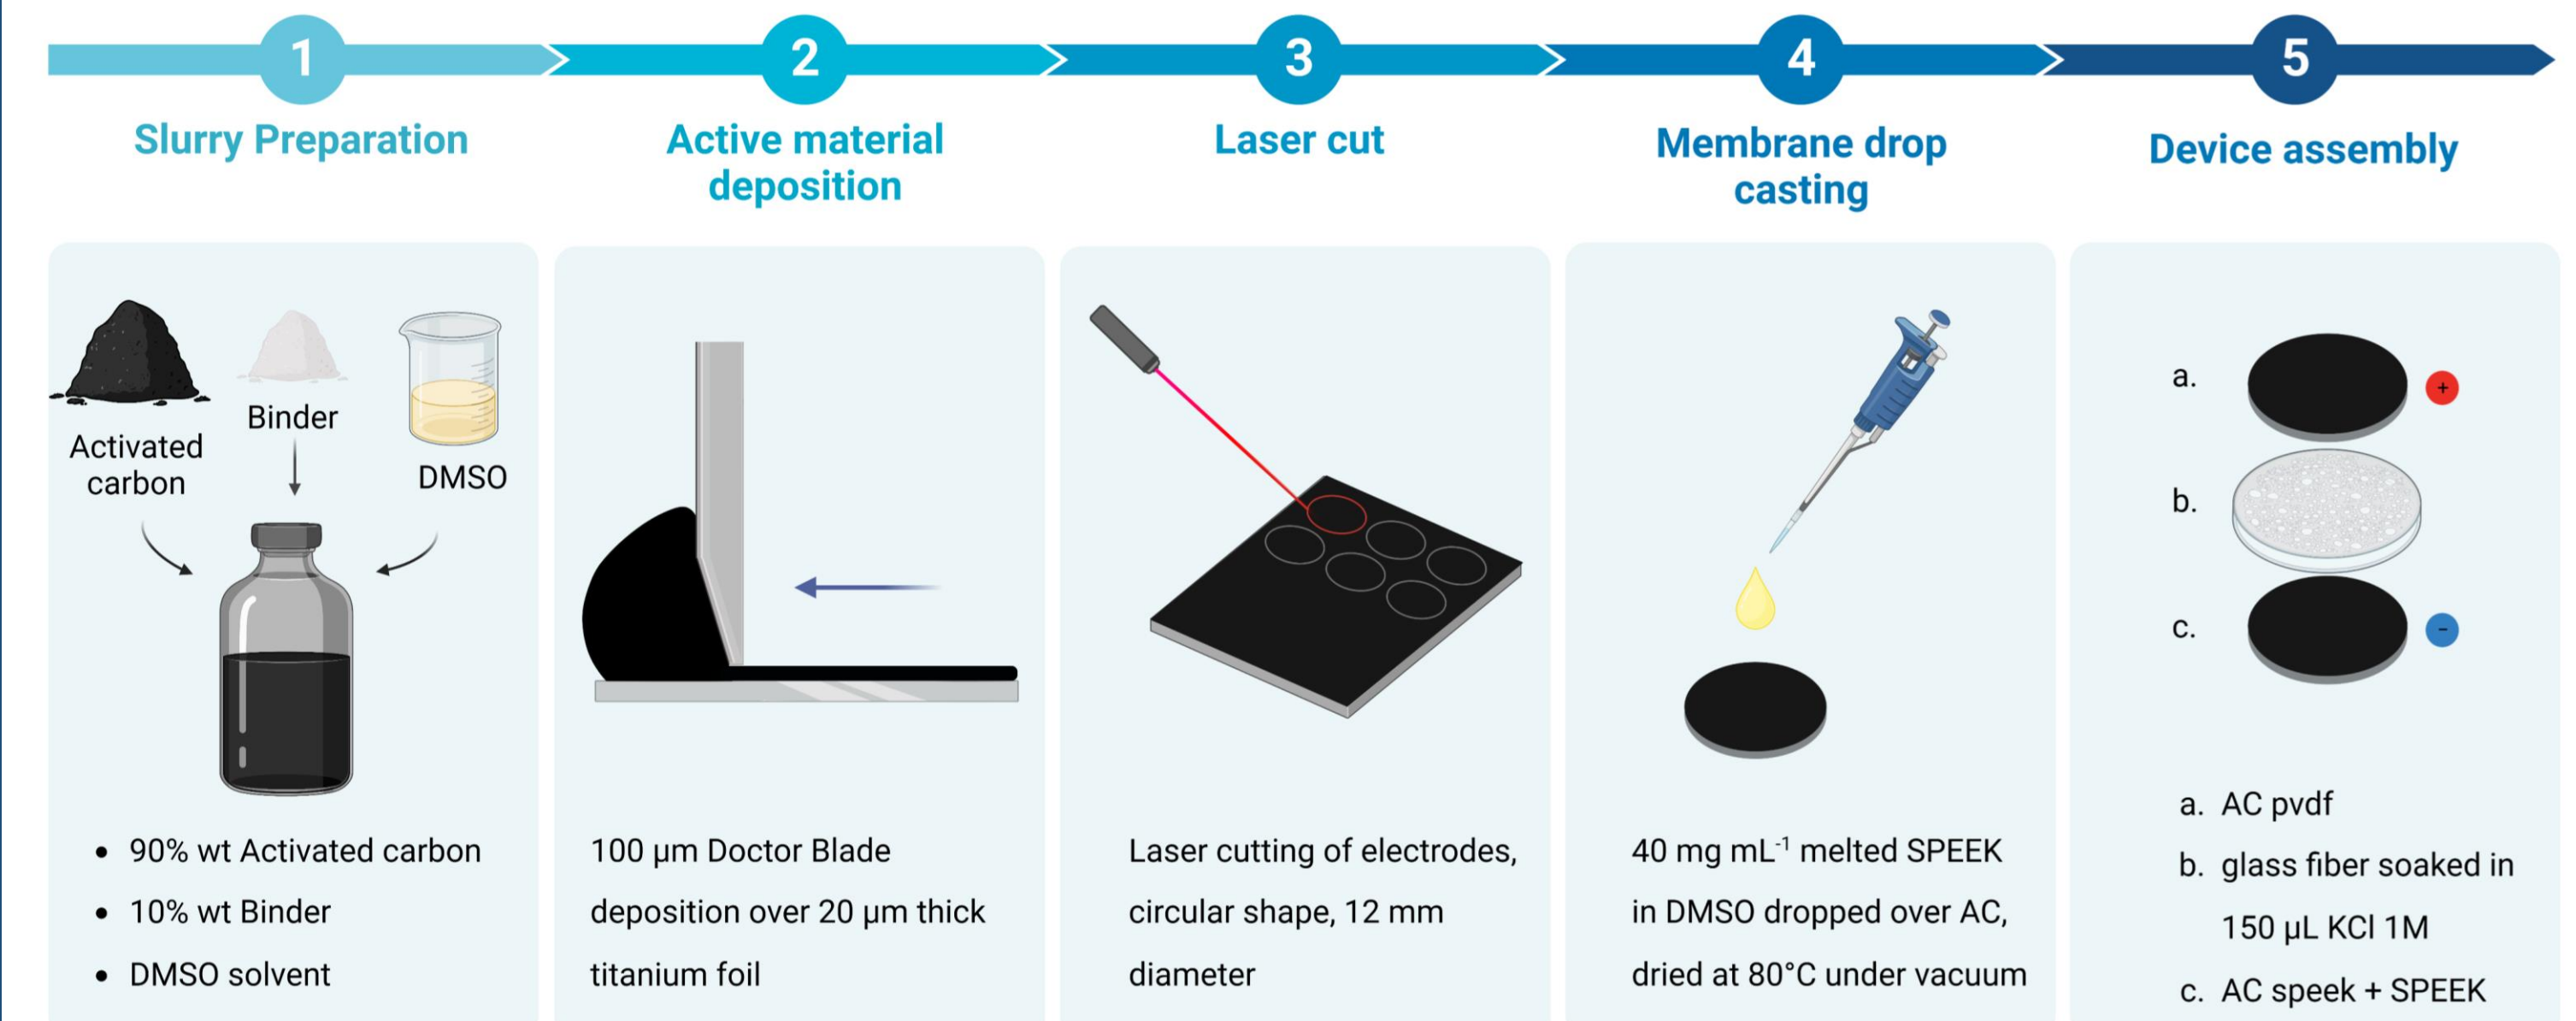 1
2
3
4
5
Slurry Preparation
Active material
deposition
Laser cut
Membrane drop
casting
Device assembly
Activated
carbon
Binder
DMSO
• 90% wt Activated carbon
• 10% wt Binder
• DMSO solvent
100 µm Doctor Blade
deposition over 20 µm thick
titanium foil
Laser cutting of electrodes,
circular shape, 12 mm
diameter
40 mg mL⁻¹ melted SPEEK
in DMSO dropped over AC,
dried at 80°C under vacuum
a.
+
b.
c.
-
a. AC pvdf
b. glass fiber soaked in
150 µL KCl 1M
c. AC speek + SPEEK